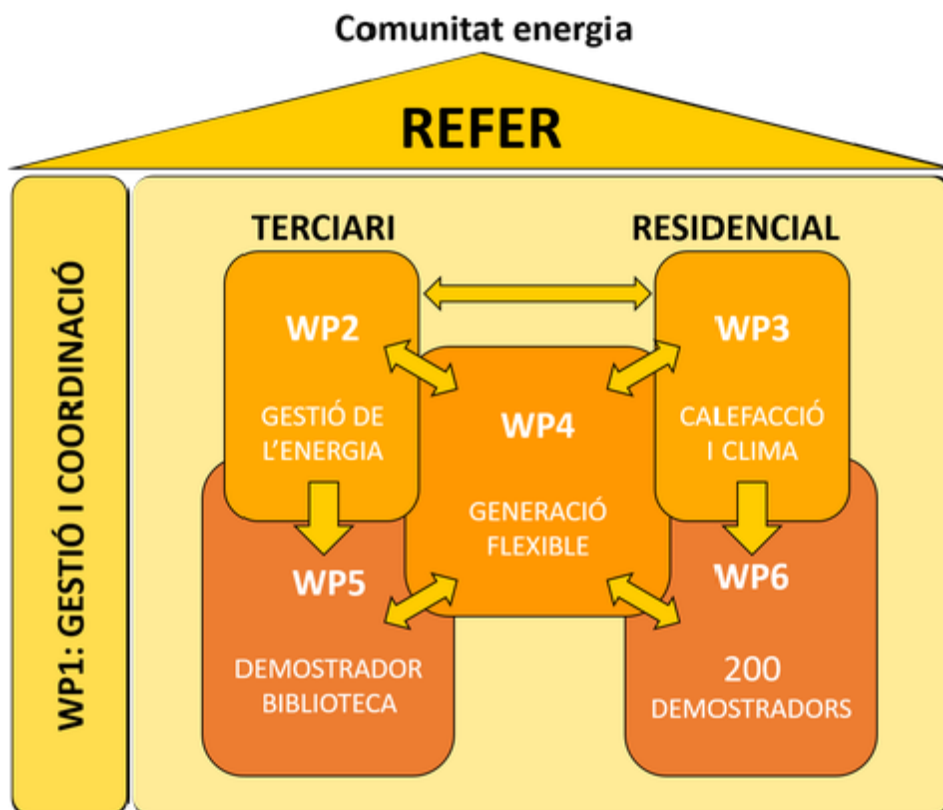 Comunitat energia
REFER
WP1: GESTIÓ I COORDINACIÓ
TERCIARI
RESIDENCIAL
WP2
GESTIÓ DE
L'ENERGIA
WP3
CALEFACCIÓ
I CLIMA
WP4
GENERACIÓ
FLEXIBLE
WP5
DEMOSTRADOR
BIBLIOTECA
WP6
200
DEMOSTRADORS